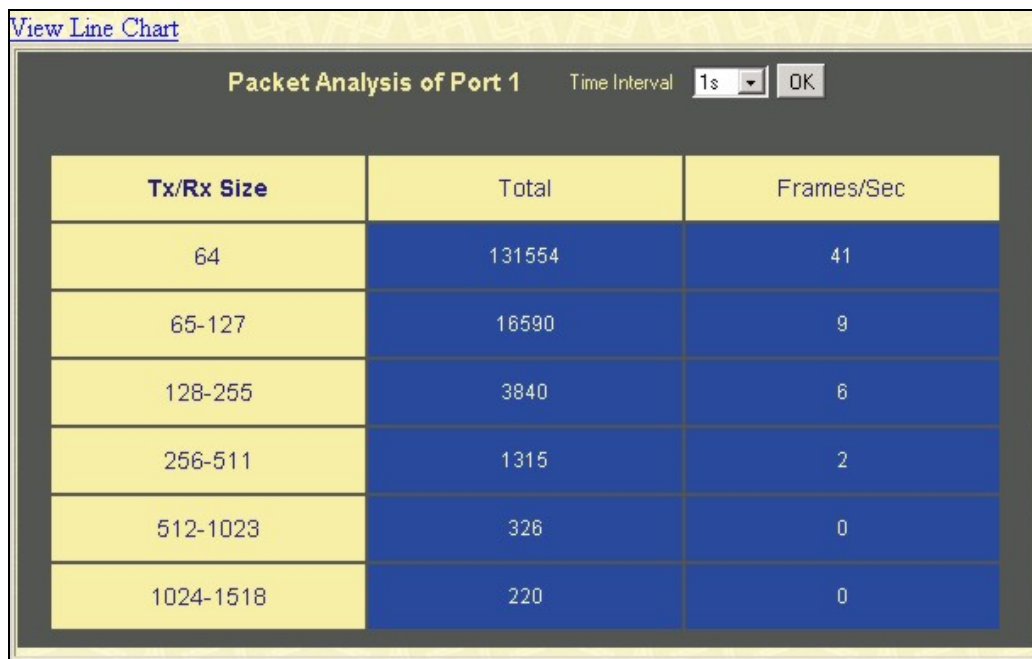 View Line Chart
Packet Analysis of Port 1 Time Interval 1s OK
Tx/Rx Size Total Frames/Sec
64 131554 41
65-127 16590 9
128-255 3840 6
256-511 1315 2
512-1023 326 0
1024-1518 220 0